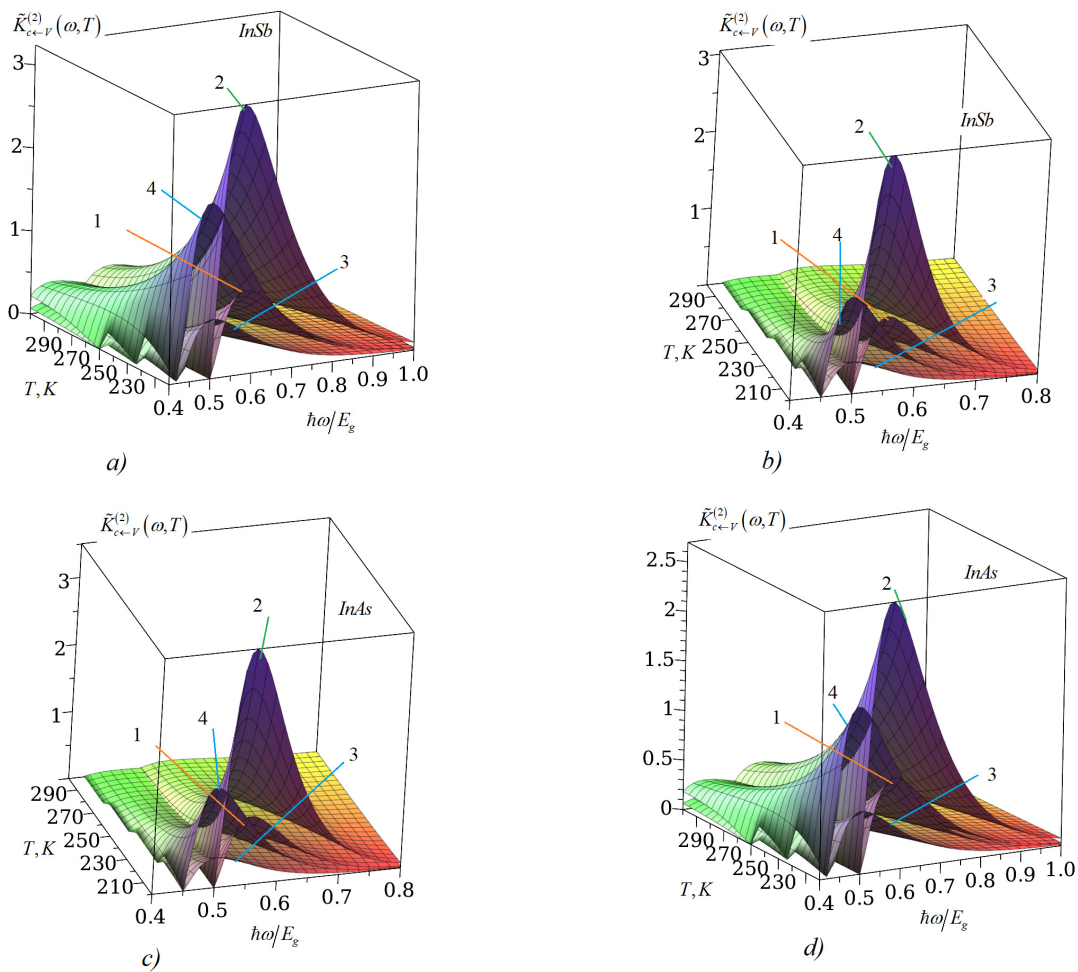 K̃_{c←V}^{(2)}(ω,T)
InSb
3
2
1
0
2
4
1
3
290
270
250
230
T, K
0.4 0.5 0.6 0.7 0.8 0.9 1.0
ħω/E_g
a)
K̃_{c←V}^{(2)}(ω,T)
InSb
3
2
1
2
4
1
3
290
270
250
230
210
T, K
0.4 0.5 0.6 0.7 0.8
ħω/E_g
b)
K̃_{c←V}^{(2)}(ω,T)
InAs
3
2
1
2
4
1
3
290
270
250
230
210
T, K
0.4 0.5 0.6 0.7 0.8
ħω/E_g
c)
K̃_{c←V}^{(2)}(ω,T)
InAs
2.5
2
1.5
1
0.5
0
2
4
1
3
290
270
250
230
T, K
0.4 0.5 0.6 0.7 0.8 0.9 1.0
ħω/E_g
d)